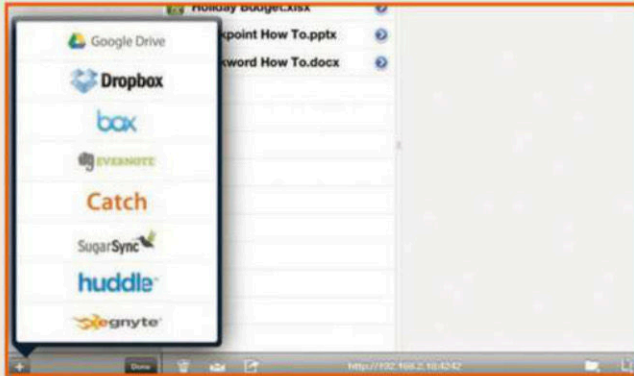 Holiday Budget.xlsx
kpoint How To.pptx
kword How To.docx
Google Drive
Dropbox
box
EVERNOTE
Catch
SugarSync
huddle
egnyte
+
Done
http://192.168.2.10:4242